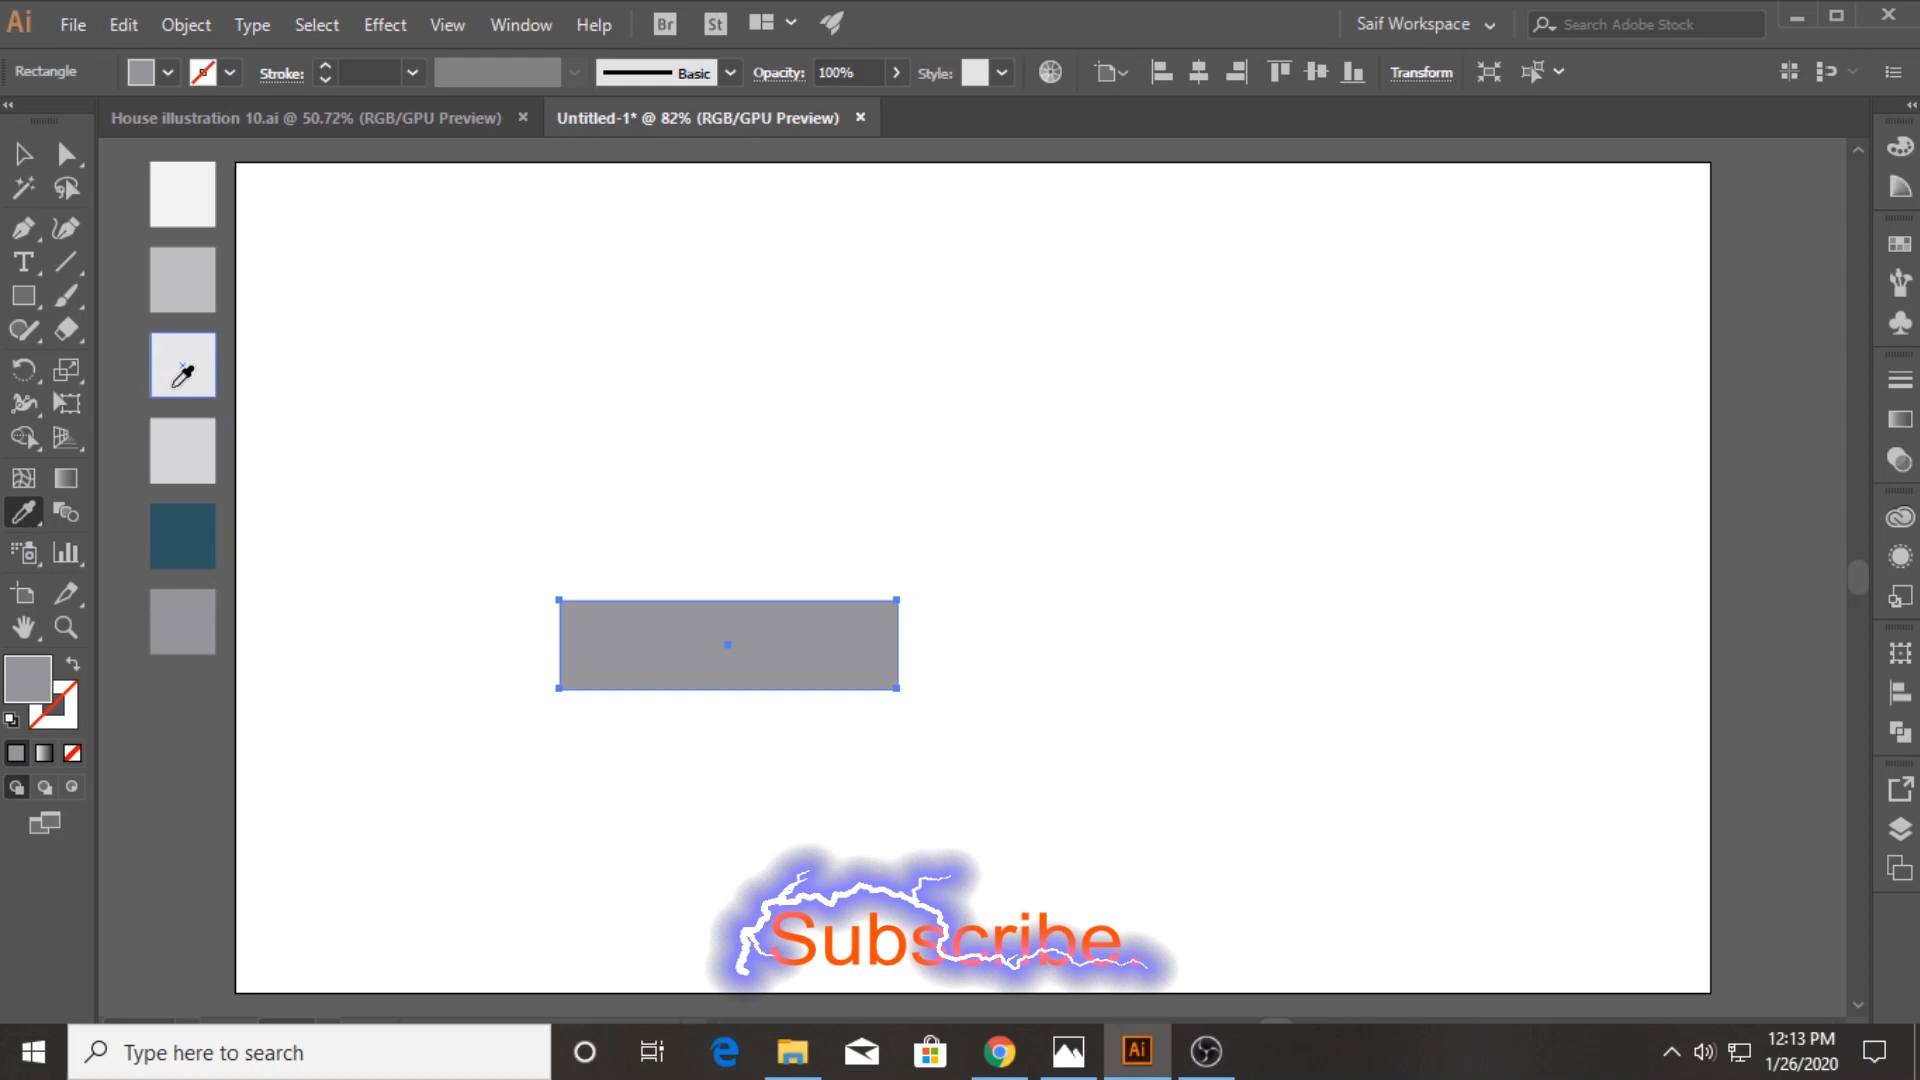 Ai File Edit Object Type Select Effect View Window Help Br St Saif Workspace Search Adobe Stock
Rectangle Stroke: Basic Opacity: 100% Style: Transform
House illustration 10.ai @ 50.72% (RGB/GPU Preview) Untitled-1* @ 82% (RGB/GPU Preview)
T
Subscribe
Type here to search Ai 12:13 PM
1/26/2020